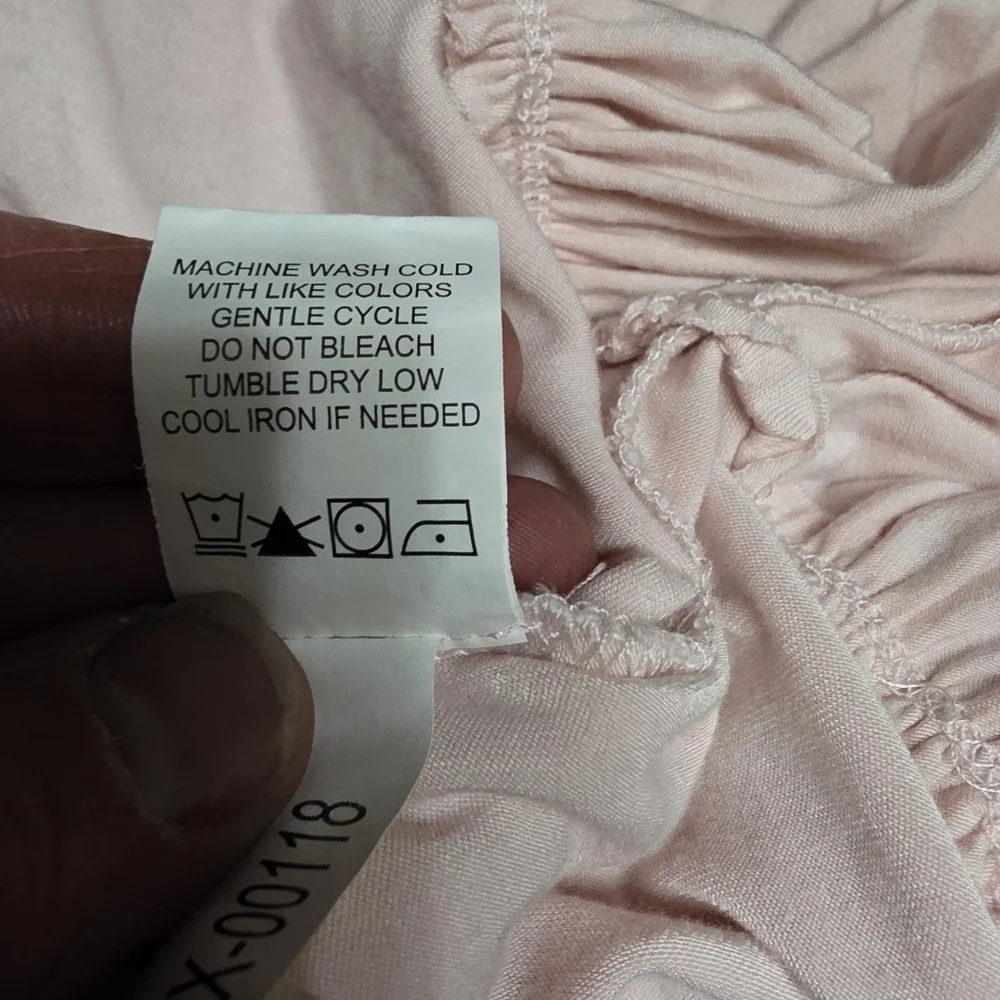 MACHINE WASH COLD
WITH LIKE COLORS
GENTLE CYCLE
DO NOT BLEACH
TUMBLE DRY LOW
COOL IRON IF NEEDED
X-00118